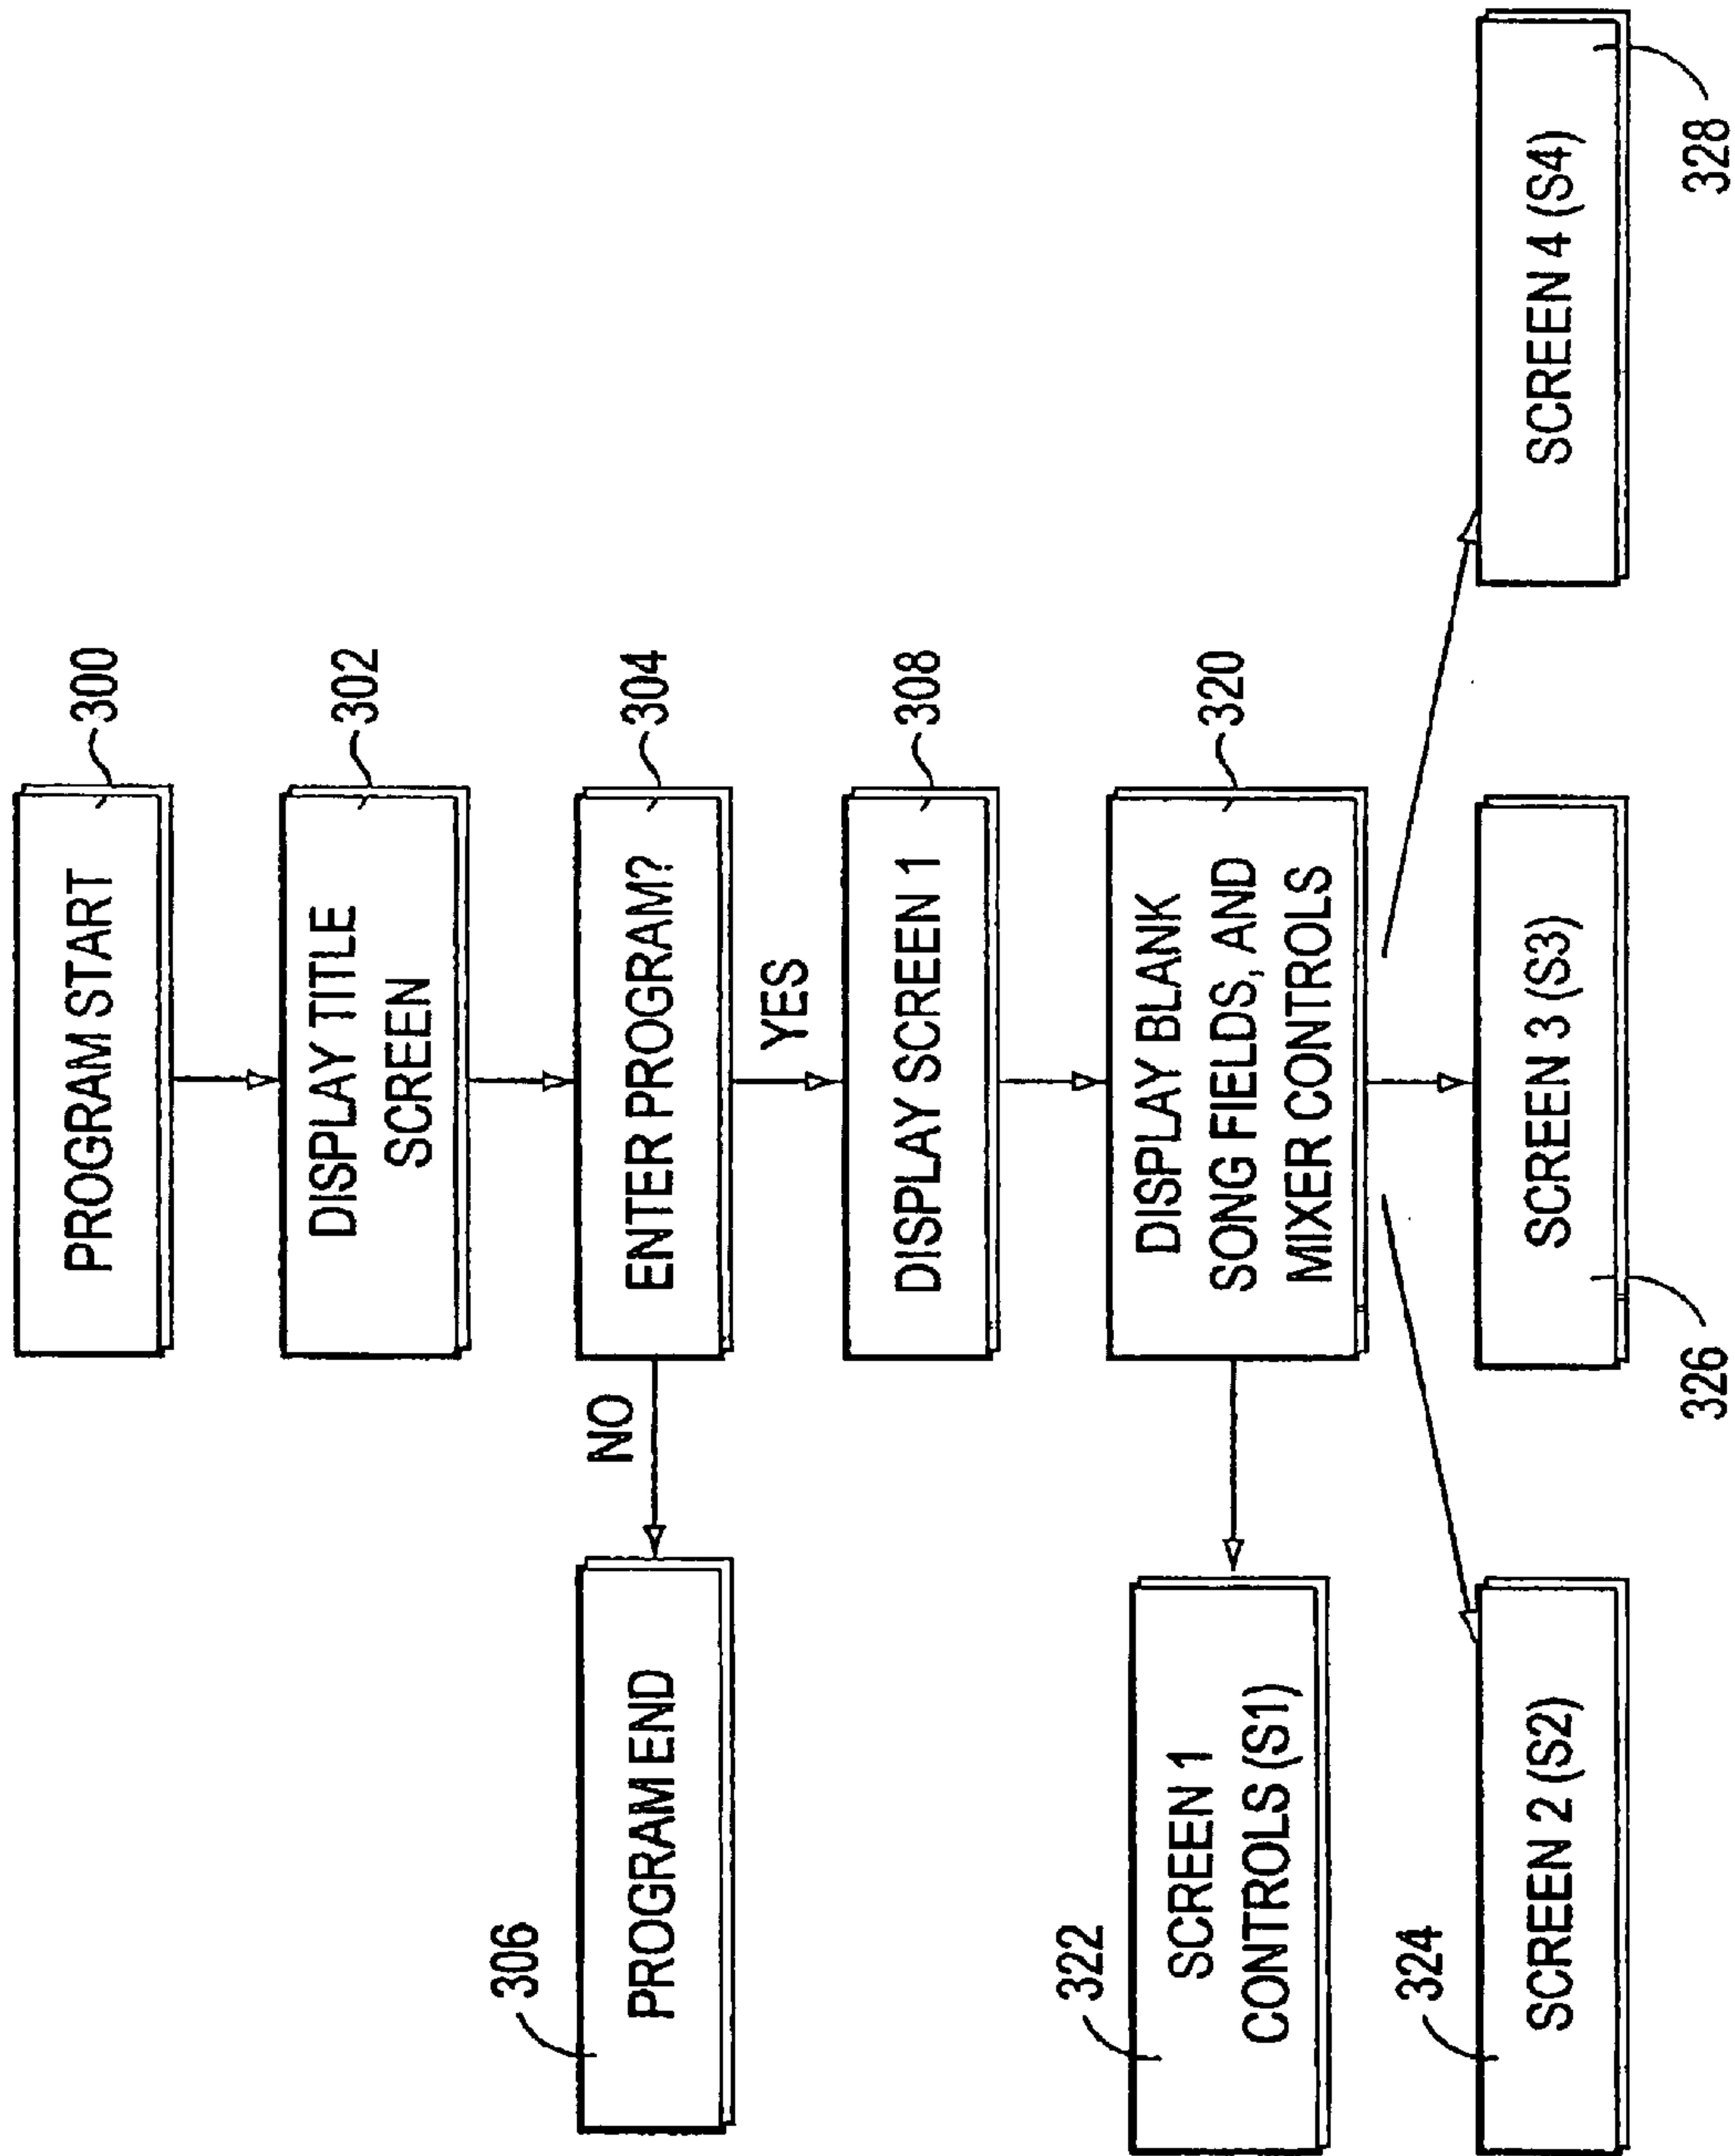 PROGRAM START
300
DISPLAY TITLE
SCREEN
302
ENTER PROGRAM?
304
NO
YES
306
PROGRAM END
DISPLAY SCREEN 1
308
DISPLAY BLANK
SONG FIELDS, AND
MIXER CONTROLS
320
322
SCREEN 1
CONTROLS (S1)
324
SCREEN 2 (S2)
SCREEN 3 (S3)
326
SCREEN 4 (S4)
328